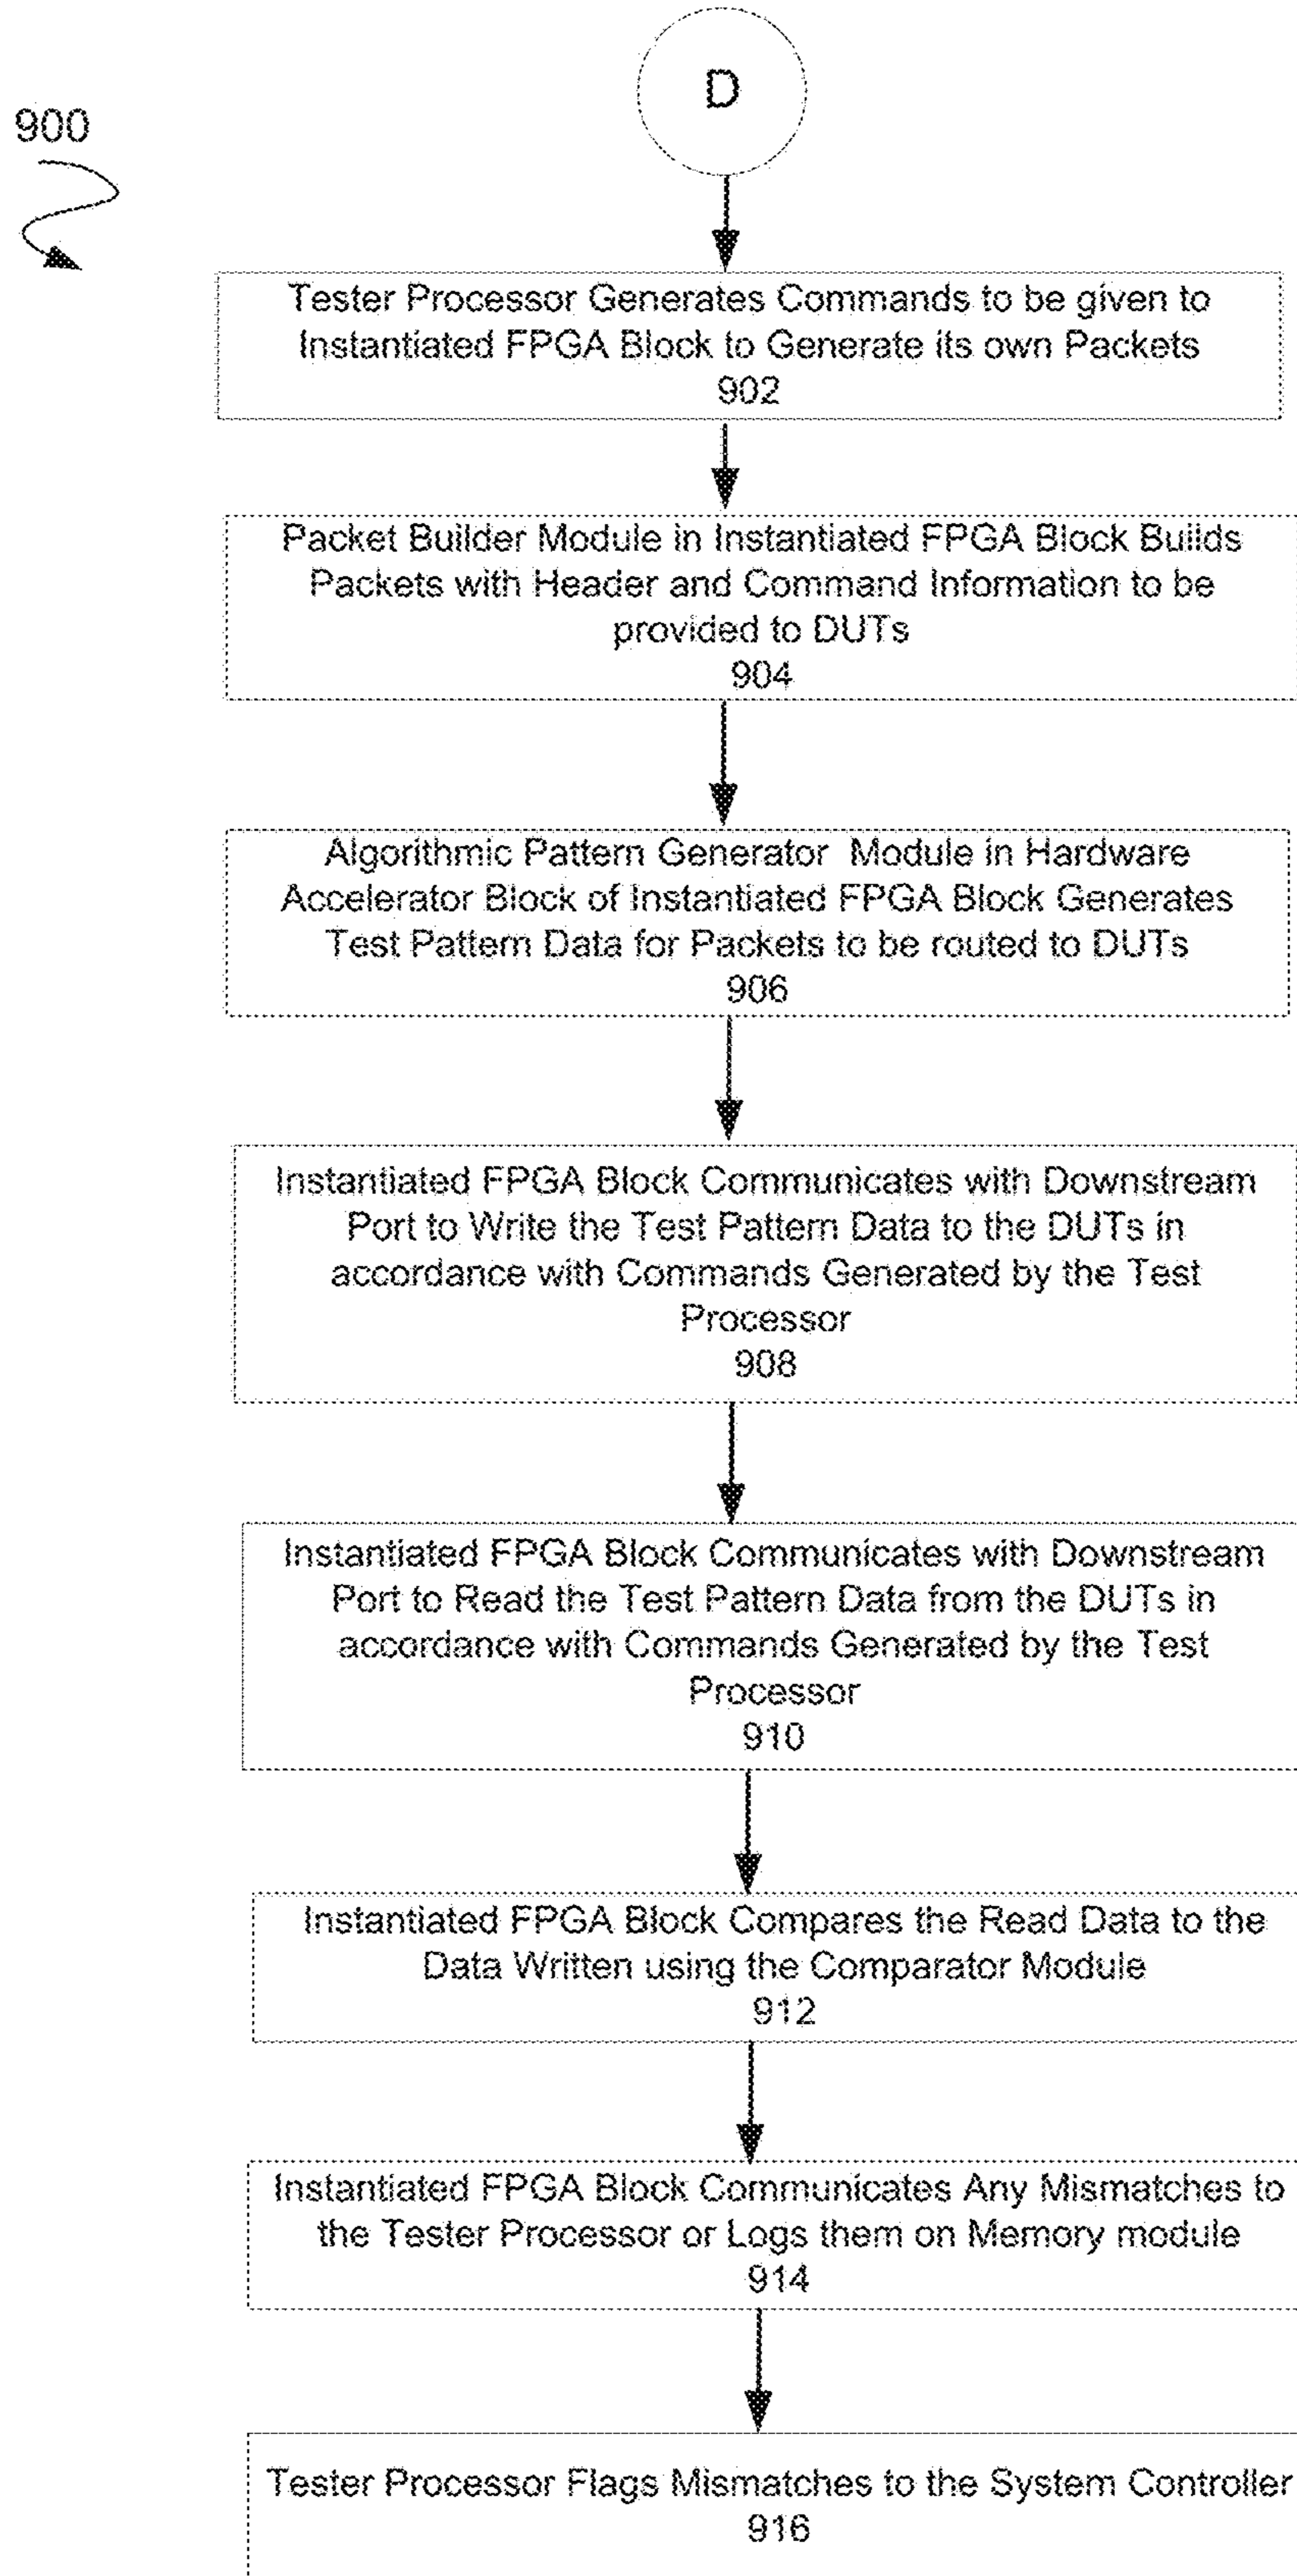 D
900
Tester Processor Generates Commands to be given to
Instantiated FPGA Block to Generate its own Packets
902
Packet Builder Module in Instantiated FPGA Block Builds
Packets with Header and Command Information to be
provided to DUTs
904
Algorithmic Pattern Generator Module in Hardware
Accelerator Block of Instantiated FPGA Block Generates
Test Pattern Data for Packets to be routed to DUTs
906
Instantiated FPGA Block Communicates with Downstream
Port to Write the Test Pattern Data to the DUTs in
accordance with Commands Generated by the Test
Processor
908
Instantiated FPGA Block Communicates with Downstream
Port to Read the Test Pattern Data from the DUTs in
accordance with Commands Generated by the Test
Processor
910
Instantiated FPGA Block Compares the Read Data to the
Data Written using the Comparator Module
912
Instantiated FPGA Block Communicates Any Mismatches to
the Tester Processor or Logs them on Memory module
914
Tester Processor Flags Mismatches to the System Controller
916